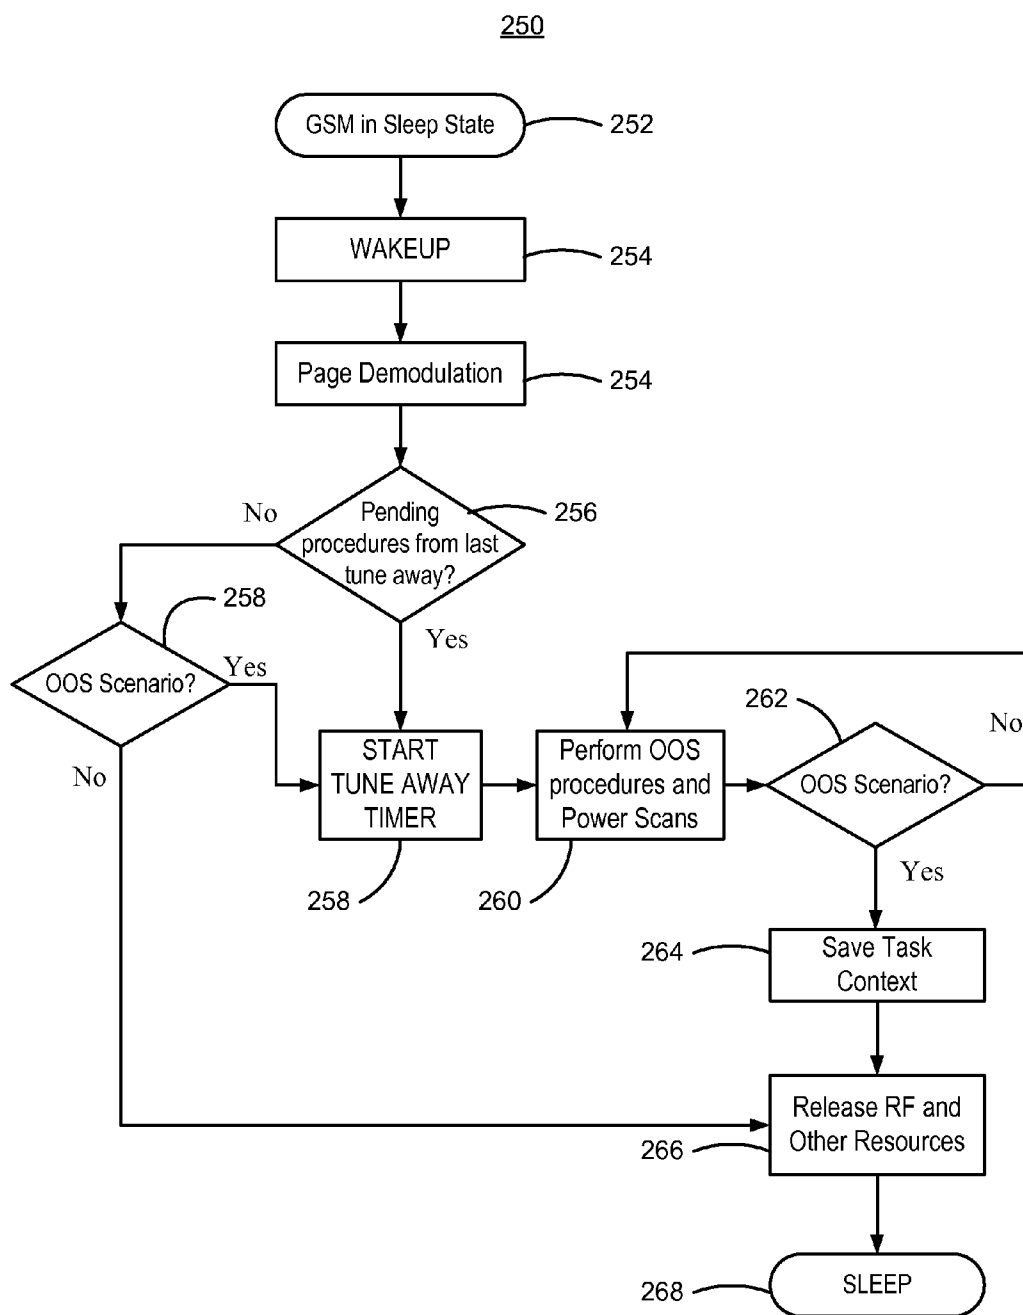 250
GSM in Sleep State
252
WAKEUP
254
Page Demodulation
254
Pending
procedures from last
tune away?
256
No
Yes
258
OOS Scenario?
Yes
No
START
TUNE AWAY
TIMER
258
Perform OOS
procedures and
Power Scans
260
262
OOS Scenario?
No
Yes
264
Save Task
Context
Release RF and
Other Resources
266
SLEEP
268